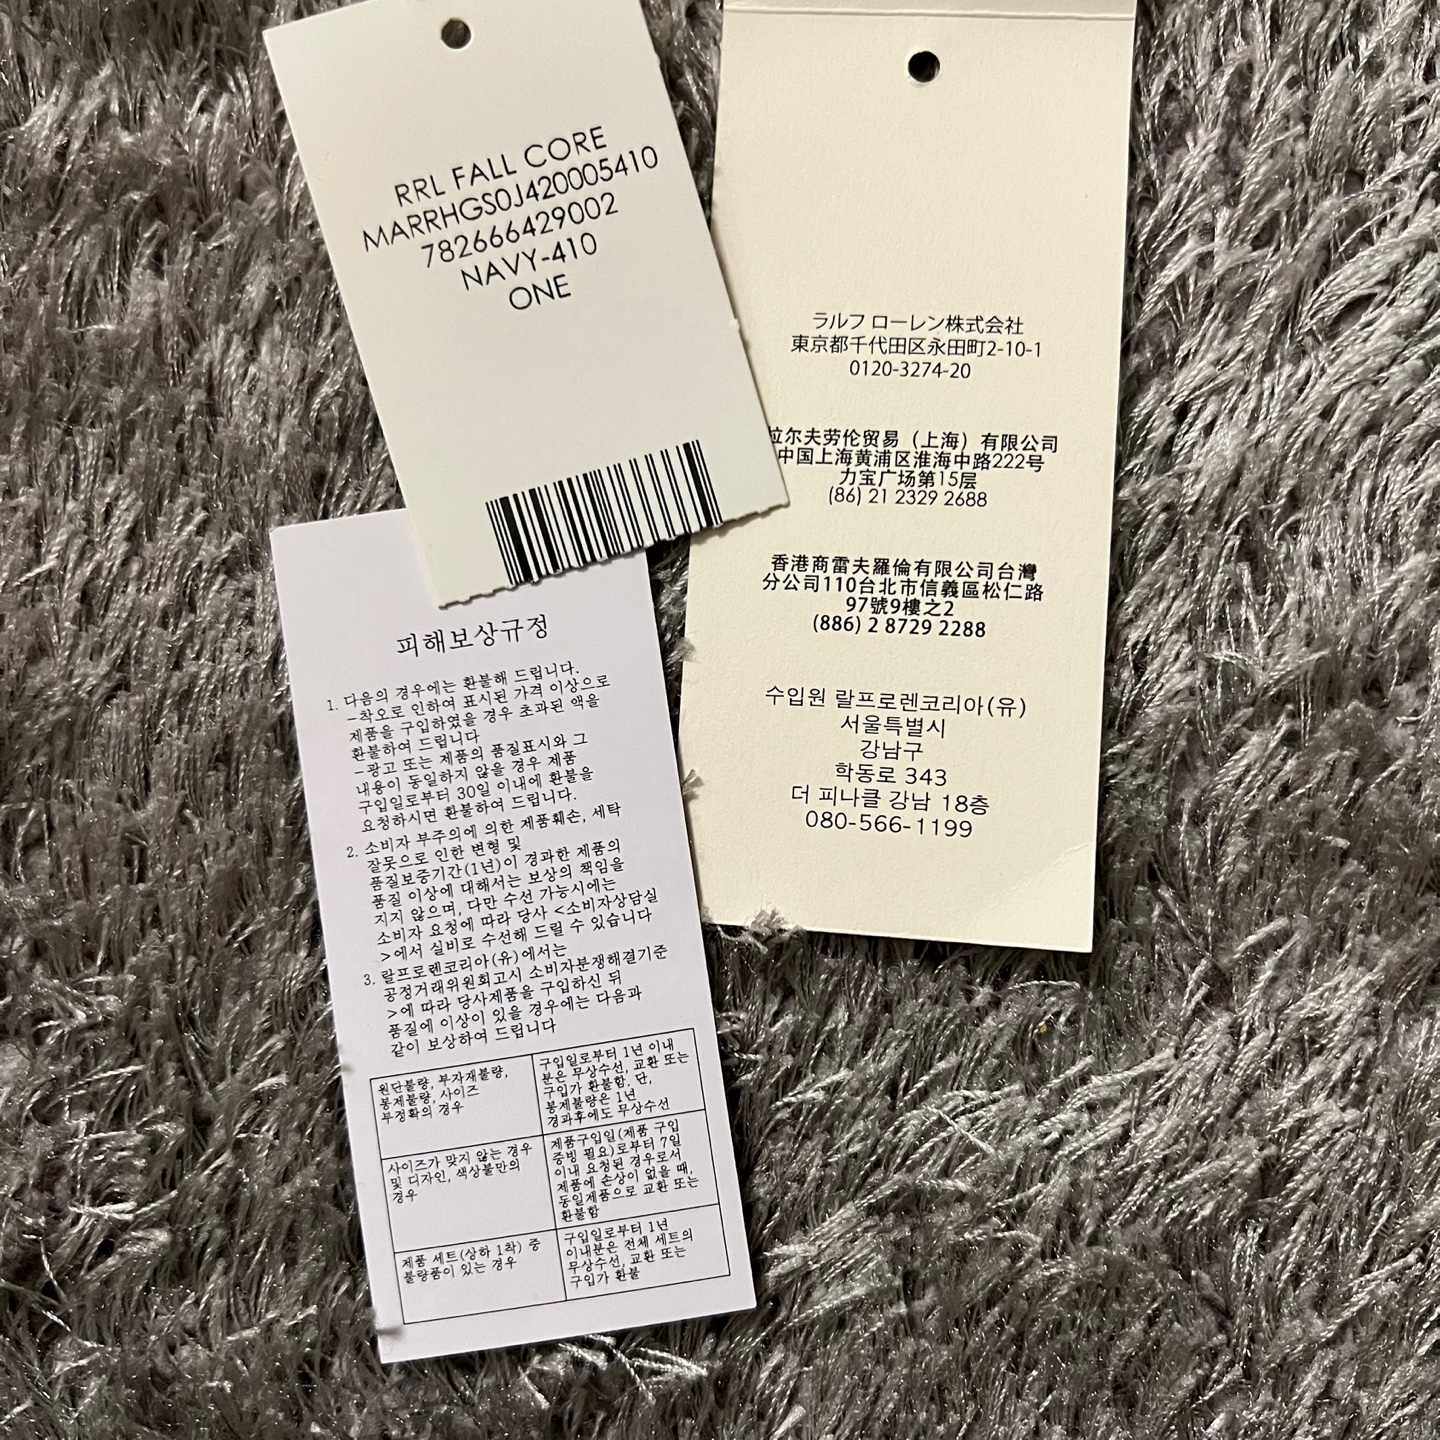 RRL FALL CORE
MARRHGS0J420005410
782666429002
NAVY-410
ONE
ラルフ ローレン株式会社
東京都千代田区永田町2-10-1
0120-3274-20
拉尔夫劳伦贸易（上海）有限公司
中国上海黄浦区淮海中路222号
力宝广场第15层
(86) 21 2329 2688
香港商雷夫羅倫有限公司台灣
分公司110台北市信義區松仁路
97號9樓之2
(886) 2 8729 2288
수입원 랄프로렌코리아(유)
서울특별시
강남구
학동로 343
더 피나클 강남 18층
080-566-1199
피해보상규정
1. 다음의 경우에는 환불해 드립니다.
-착오로 인하여 표시된 가격 이상으로
제품을 구입하였을 경우 초과된 액을
환불하여 드립니다
-광고 또는 제품의 품질표시와 그
내용이 동일하지 않을 경우 제품
구입일로부터 30일 이내에 환불을
요청하시면 환불하여 드립니다.
2. 소비자 부주의에 의한 제품훼손, 세탁
잘못으로 인한 변형 및
품질보증기간(1년)이 경과한 제품의
품질 이상에 대해서는 보상의 책임을
지지 않으며, 다만 수선 가능시에는
소비자 요청에 따라 당사 <소비자상담실
>에서 실비로 수선해 드릴 수 있습니다
3. 랄프로렌코리아(유)에서는
공정거래위원회고시 소비자분쟁해결기준
>에 따라 당사제품을 구입하신 뒤
품질에 이상이 있을 경우에는 다음과
같이 보상하여 드립니다
원단불량, 부자재불량,
봉제불량, 사이즈
부정확의 경우
구입일로부터 1년 이내
분은 무상수선, 교환 또는
구입가 환불함, 단,
봉제불량은 1년
경과후에도 무상수선
사이즈가 맞지 않는 경우
및 디자인, 색상불만의
경우
제품구입일(제품 구입
증빙 필요)로부터 7일
이내 요청된 경우로서
제품에 손상이 없을 때,
동일제품으로 교환 또는
환불함
제품 세트(상하 1착) 중
불량품이 있는 경우
구입일로부터 1년
이내분은 전체 세트의
무상수선, 교환 또는
구입가 환불